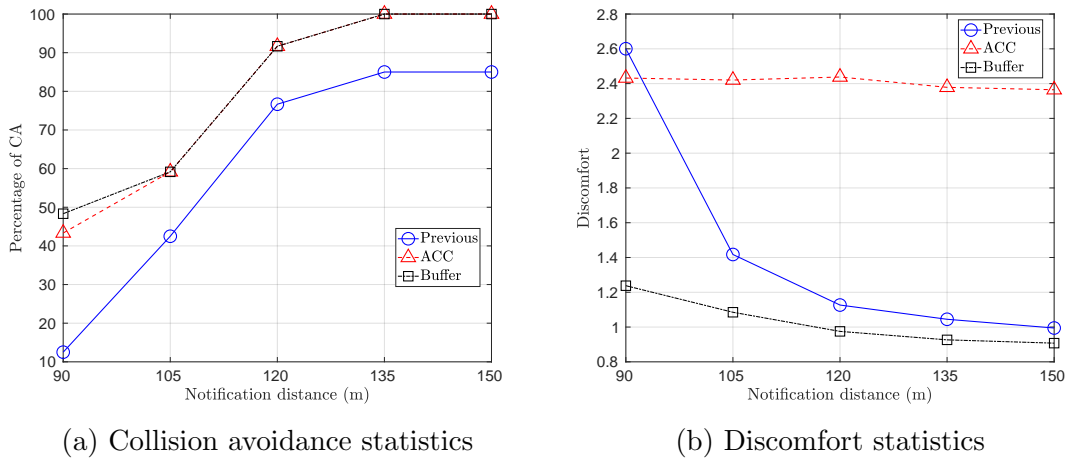 100
90
80
70
60
50
40
30
20
10
90
105
120
135
150
Percentage of CA
Notification distance (m)
Previous
ACC
Buffer
(a) Collision avoidance statistics
2.8
2.6
2.4
2.2
2
1.8
1.6
1.4
1.2
1
0.8
90
105
120
135
150
Discomfort
Notification distance (m)
Previous
ACC
Buffer
(b) Discomfort statistics